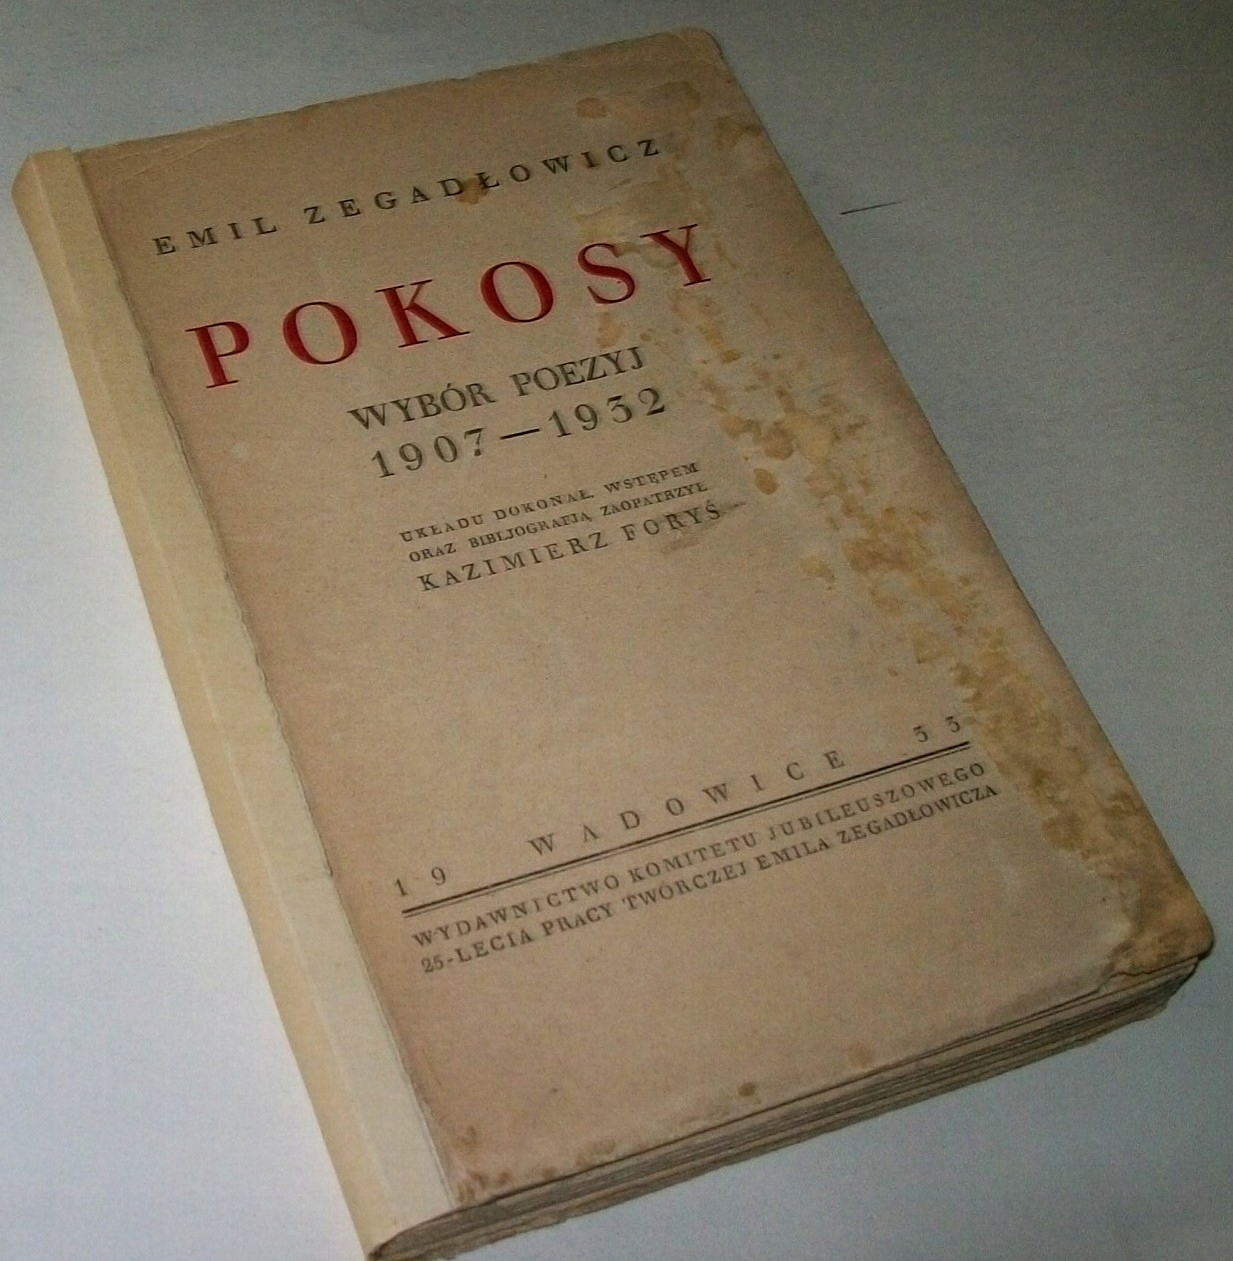 EMIL ZEGADŁOWICZ
POKOSY
WYBÓR POEZYJ
1907—1932
UKŁADU DOKONAŁ, WSTĘPEM
ORAZ BIBLJOGRAFJĄ ZAOPATRZYŁ
KAZIMIERZ FORYŚ
19 WADOWICE 33
WYDAWNICTWO KOMITETU JUBILEUSZOWEGO
25-LECIA PRACY TWÓRCZEJ EMILA ZEGADŁOWICZA